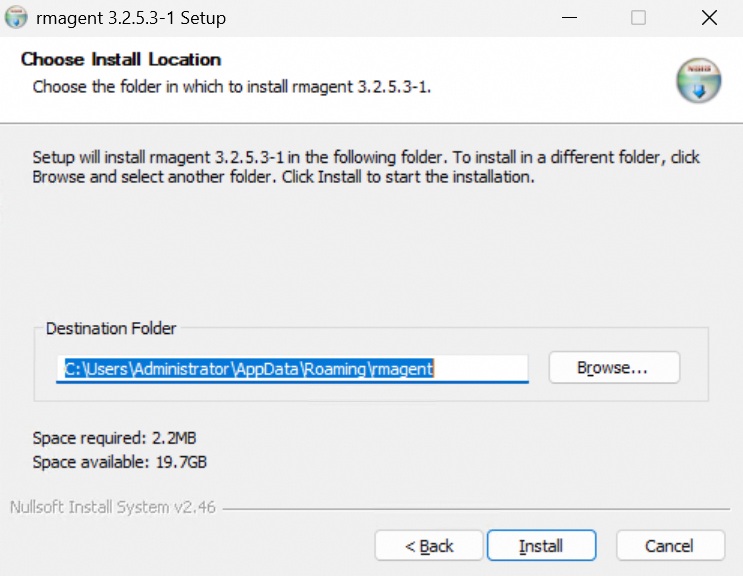 rmagent 3.2.5.3-1 Setup
Choose Install Location
Choose the folder in which to install rmagent 3.2.5.3-1.
Setup will install rmagent 3.2.5.3-1 in the following folder. To install in a different folder, click
Browse and select another folder. Click Install to start the installation.
Destination Folder
C:\Users\Administrator\AppData\Roaming\rmagent
Browse...
Space required: 2.2MB
Space available: 19.7GB
Nullsoft Install System v2.46
< Back Install Cancel